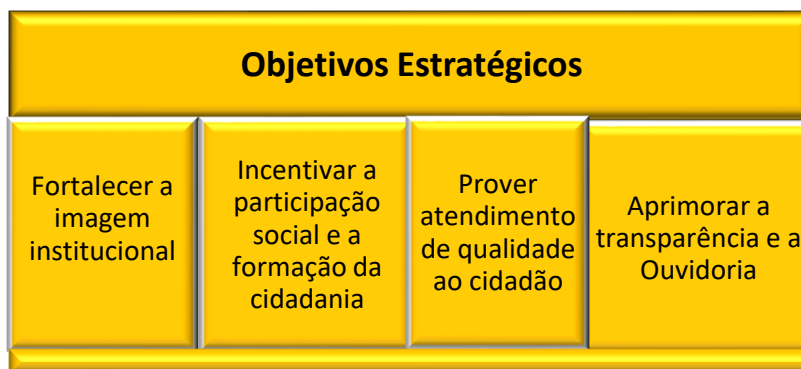 Objetivos Estratégicos
Fortalecer a
imagem
institucional
Incentivar a
participação
social e a
formação da
cidadania
Prover
atendimento
de qualidade
ao cidadão
Aprimorar a
transparência e a
Ouvidoria